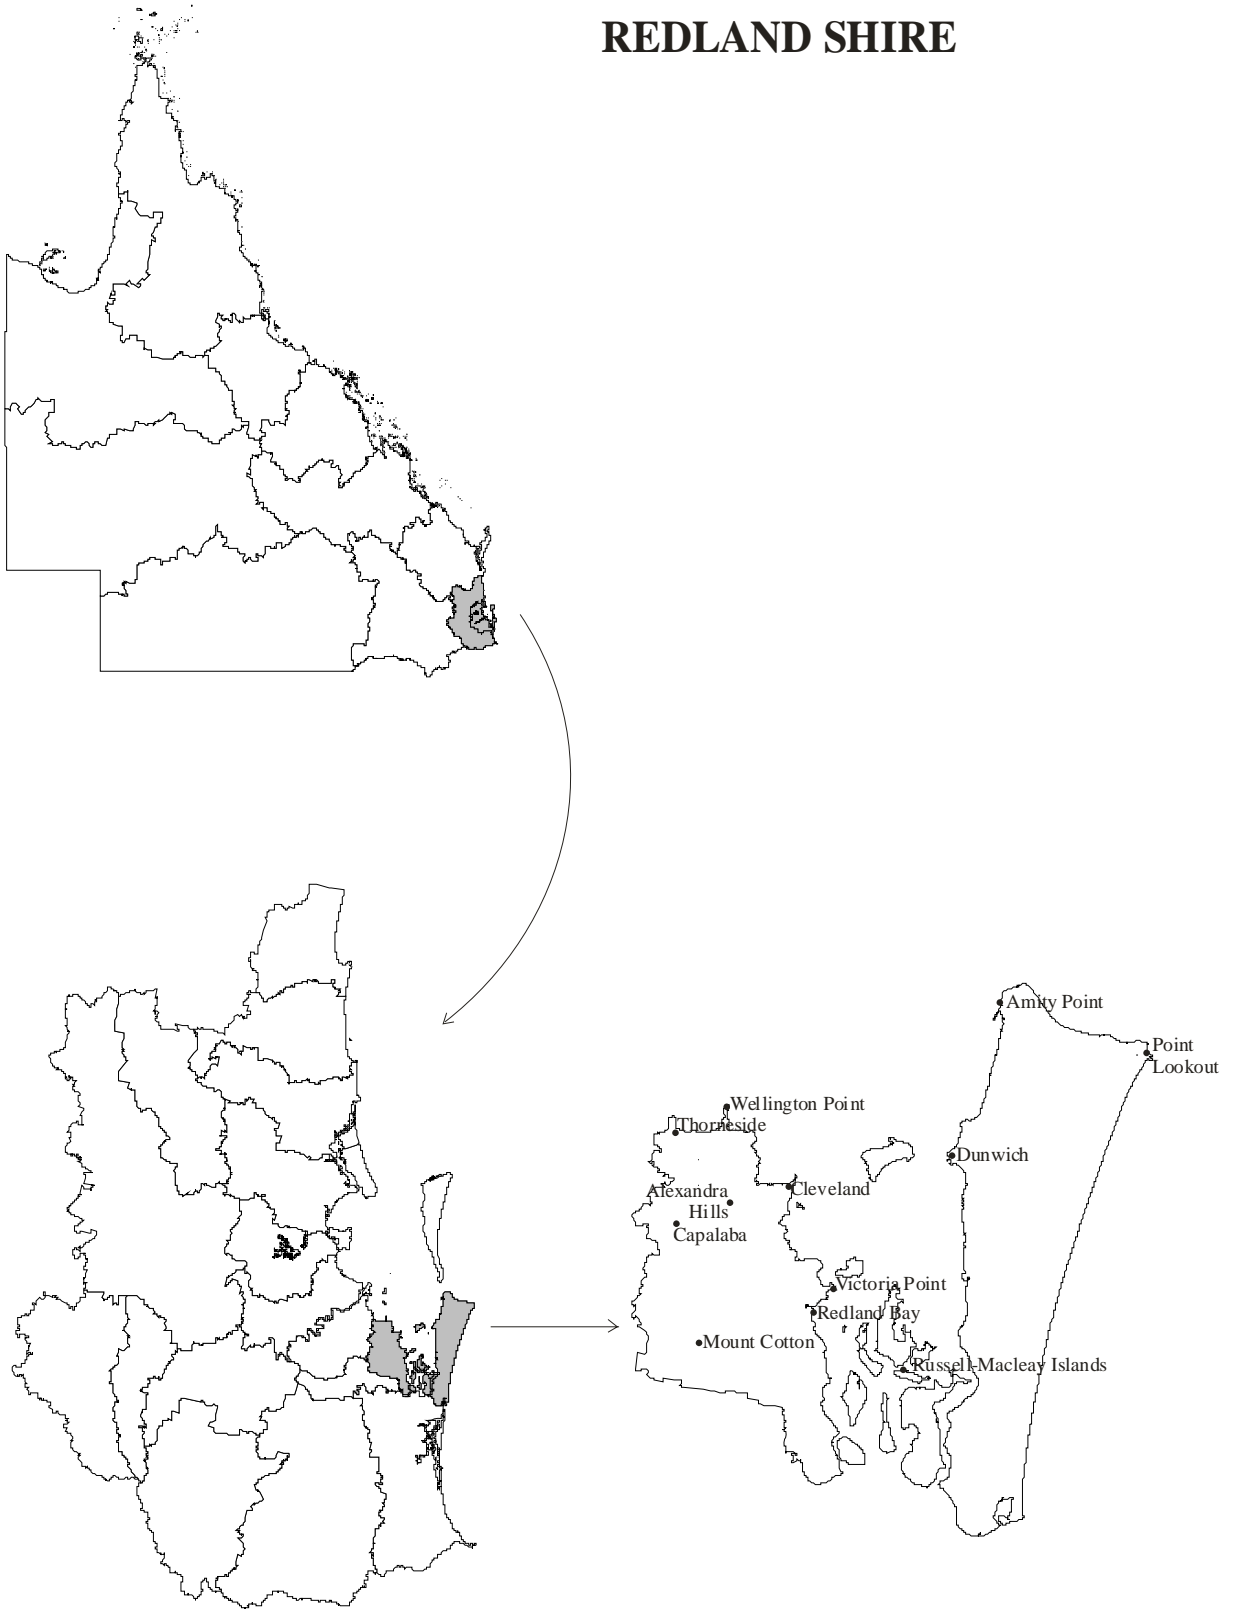 REDLAND SHIRE
Amity Point
Point
Lookout
Wellington Point
Thorneside
Dunwich
Alexandra
Hills
Cleveland
Capalaba
Victoria Point
Redland Bay
Mount Cotton
Russell-Macleay Islands